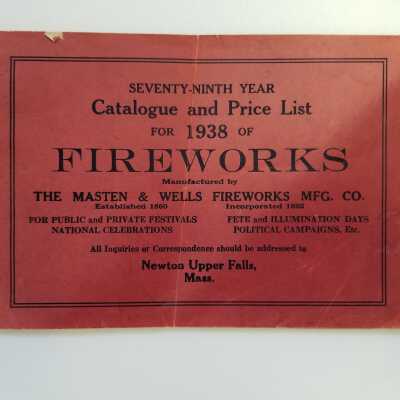 SEVENTY-NINTH YEAR
Catalogue and Price List
FOR 1938 OF
FIREWORKS
Manufactured by
THE MASTEN & WELLS FIREWORKS MFG. CO.
Established 1860 Incorporated 1892
FOR PUBLIC and PRIVATE FESTIVALS FETE and ILLUMINATION DAYS
NATIONAL CELEBRATIONS POLITICAL CAMPAIGNS, Etc.
All Inquiries or Correspondence should be addressed to
Newton Upper Falls,
Mass.